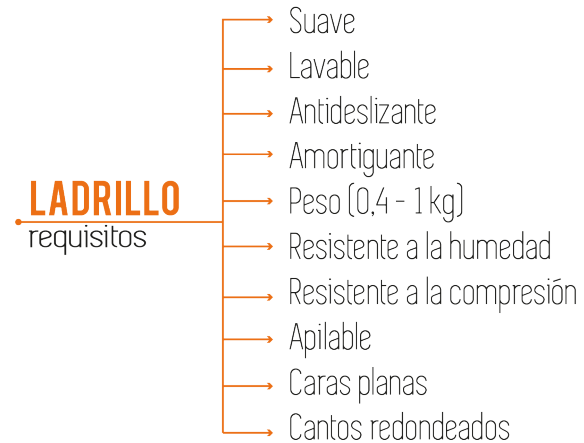 LADRILLO
requisitos
Suave
Lavable
Antideslizante
Amortiguante
Peso (0,4 - 1 kg)
Resistente a la humedad
Resistente a la compresión
Apilable
Caras planas
Cantos redondeados